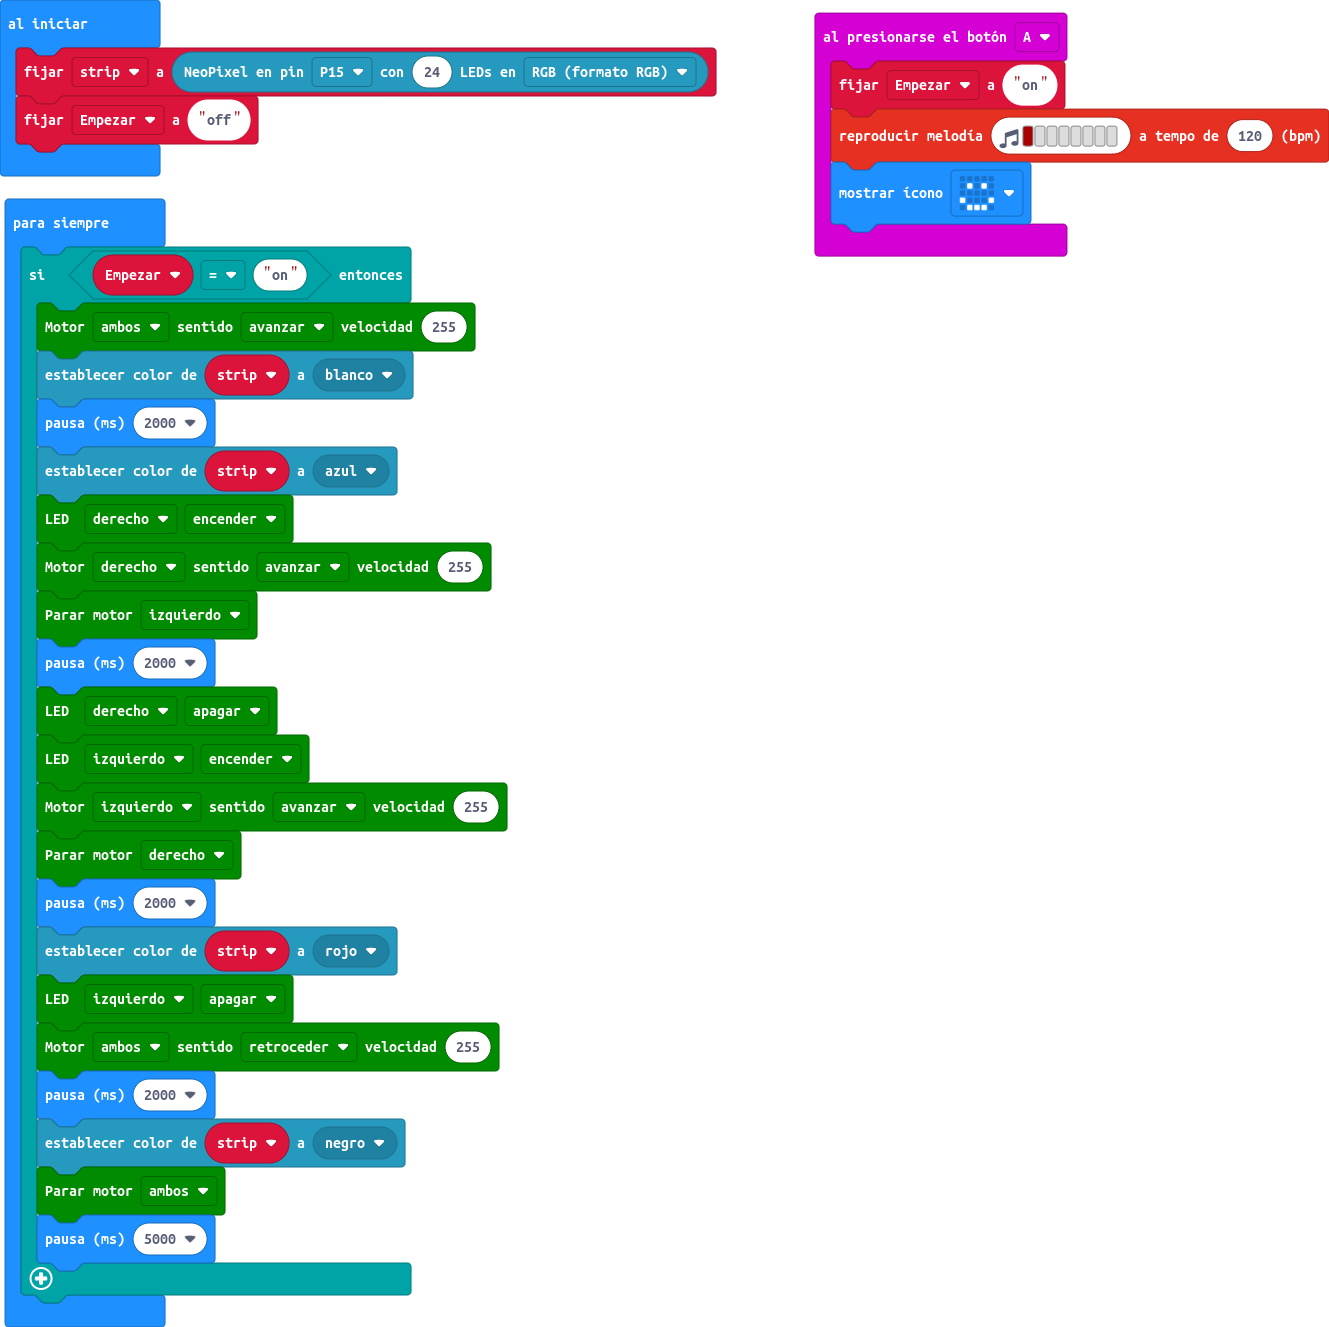 al iniciar
fijar strip a NeoPixel en pin P15 con 24 LEDs en RGB (formato RGB)
fijar Empezar a "off"
para siempre
si Empezar = "on" entonces
Motor ambos sentido avanzar velocidad 255
establecer color de strip a blanco
pausa (ms) 2000
establecer color de strip a azul
LED derecho encender
Motor derecho sentido avanzar velocidad 255
Parar motor izquierdo
pausa (ms) 2000
LED derecho apagar
LED izquierdo encender
Motor izquierdo sentido avanzar velocidad 255
Parar motor derecho
pausa (ms) 2000
establecer color de strip a rojo
LED izquierdo apagar
Motor ambos sentido retroceder velocidad 255
pausa (ms) 2000
establecer color de strip a negro
Parar motor ambos
pausa (ms) 5000
al presionarse el botón A
fijar Empezar a "on"
reproducir melodía a tempo de 120 (bpm)
mostrar ícono